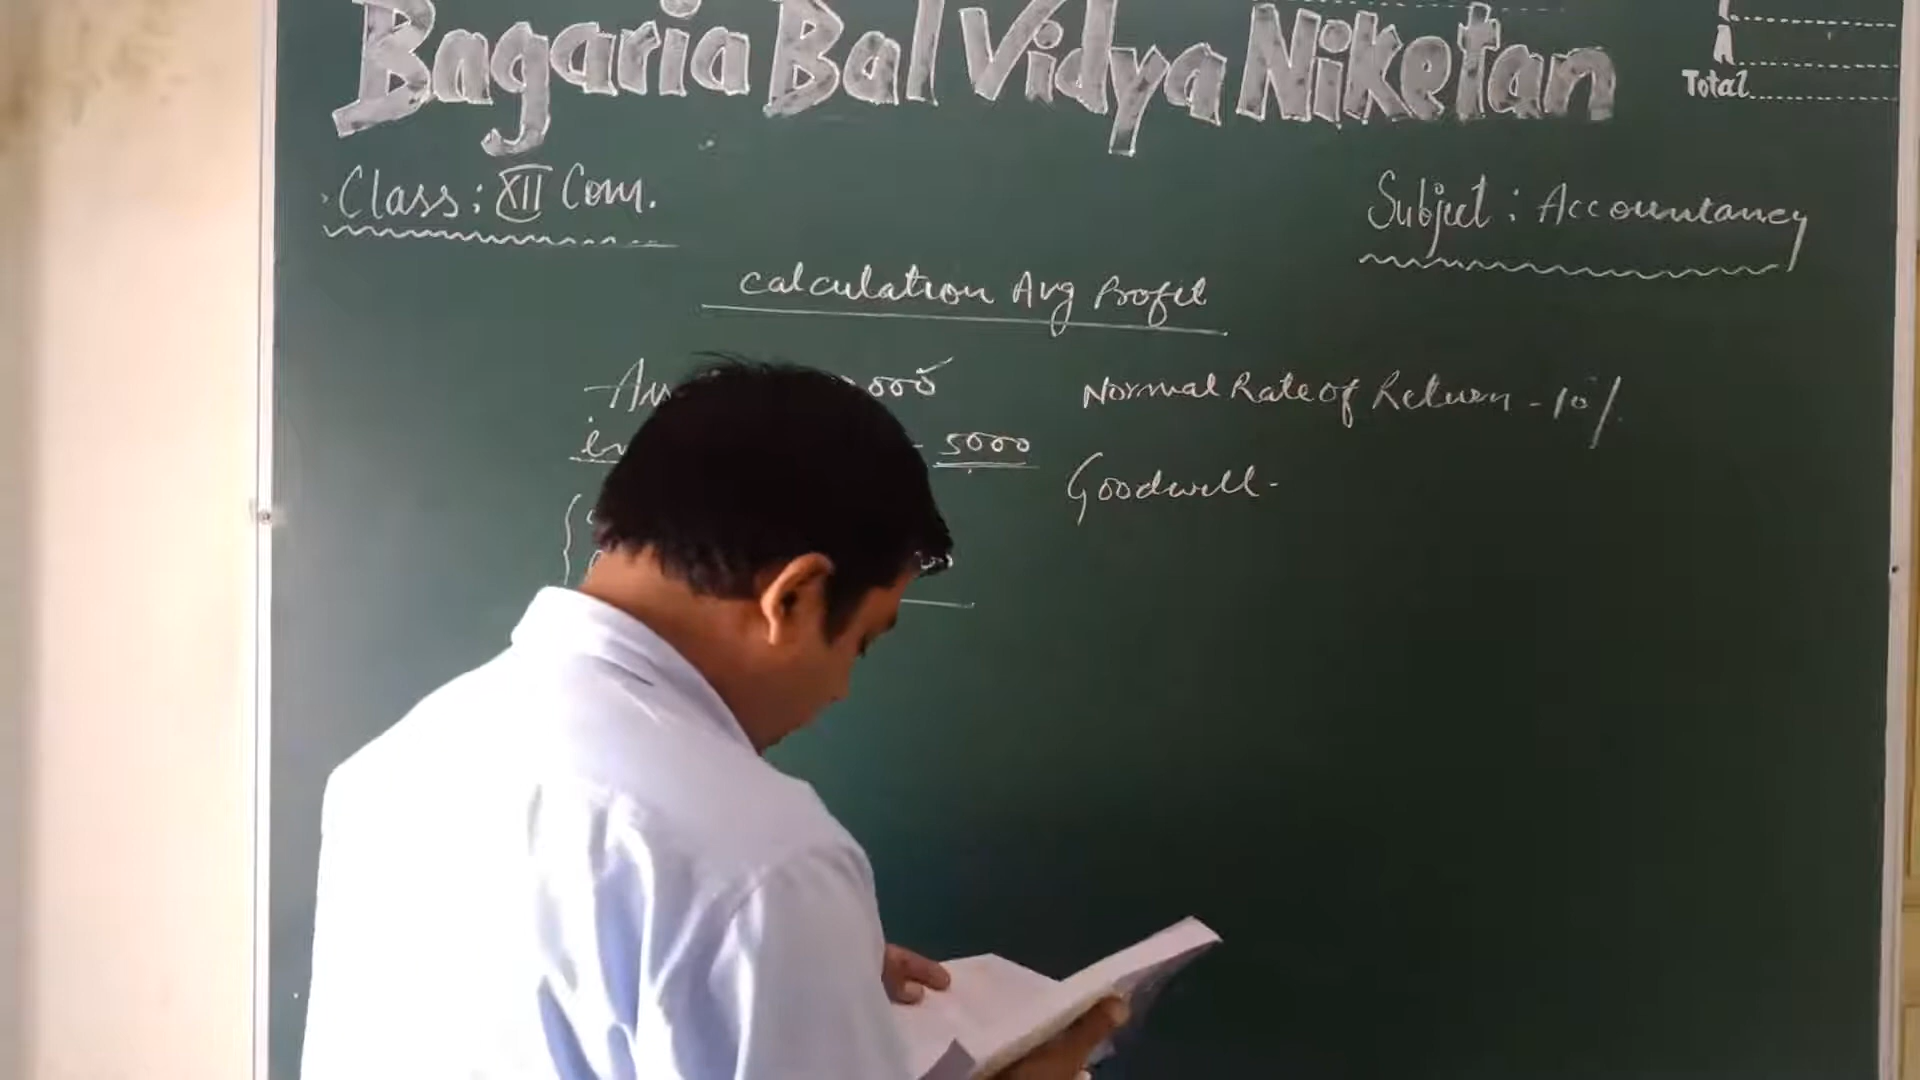 Bagaria Bal Vidya Niketan
A
Total
Class: XII Com.
Subject: Accountancy
Calculation Avg Profit
Normal Rate of Return - 10%
5000
Goodwill -